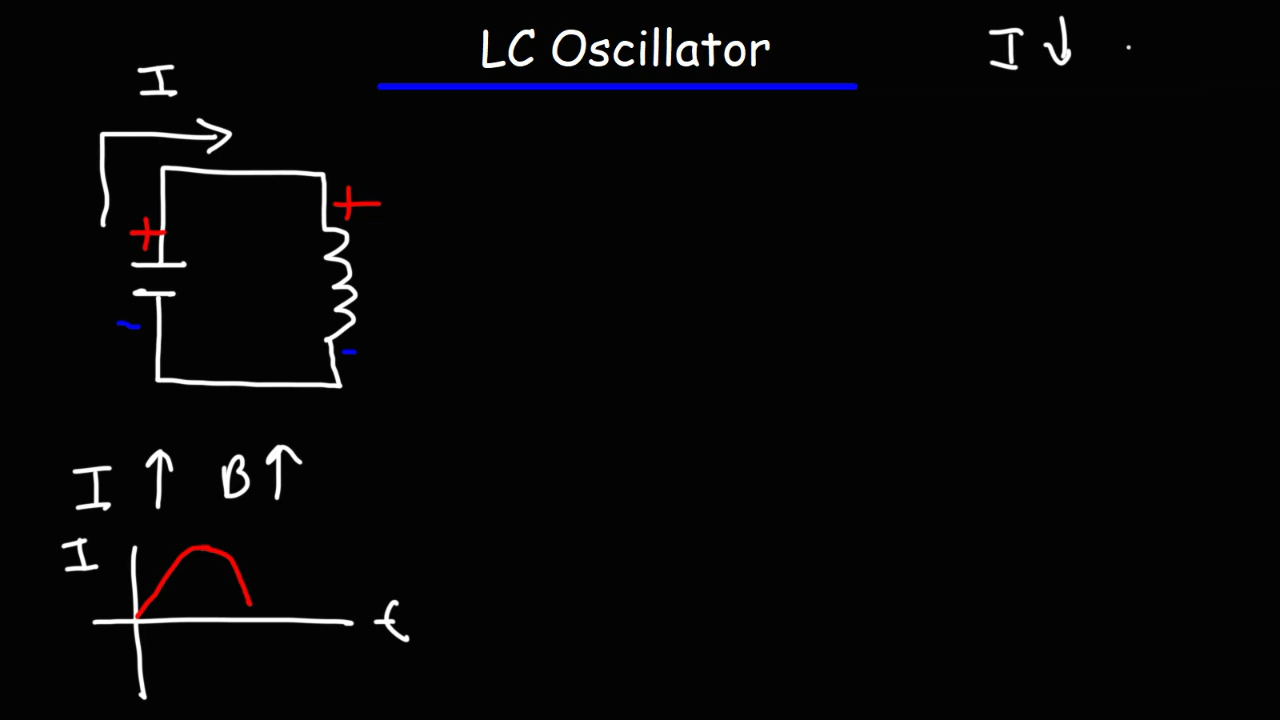 LC Oscillator
I ↓
I
+
+
-
-
I ↑ B ↑
I
t